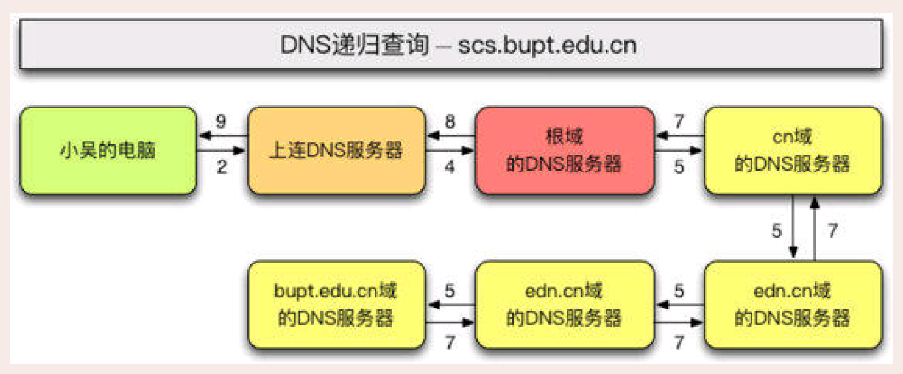 DNS递归查询 – scs.bupt.edu.cn
小吴的电脑
9
2
上连DNS服务器
8
4
根域
的DNS服务器
7
5
cn域
的DNS服务器
5
7
bupt.edu.cn域
的DNS服务器
5
7
edn.cn域
的DNS服务器
5
7
edn.cn域
的DNS服务器